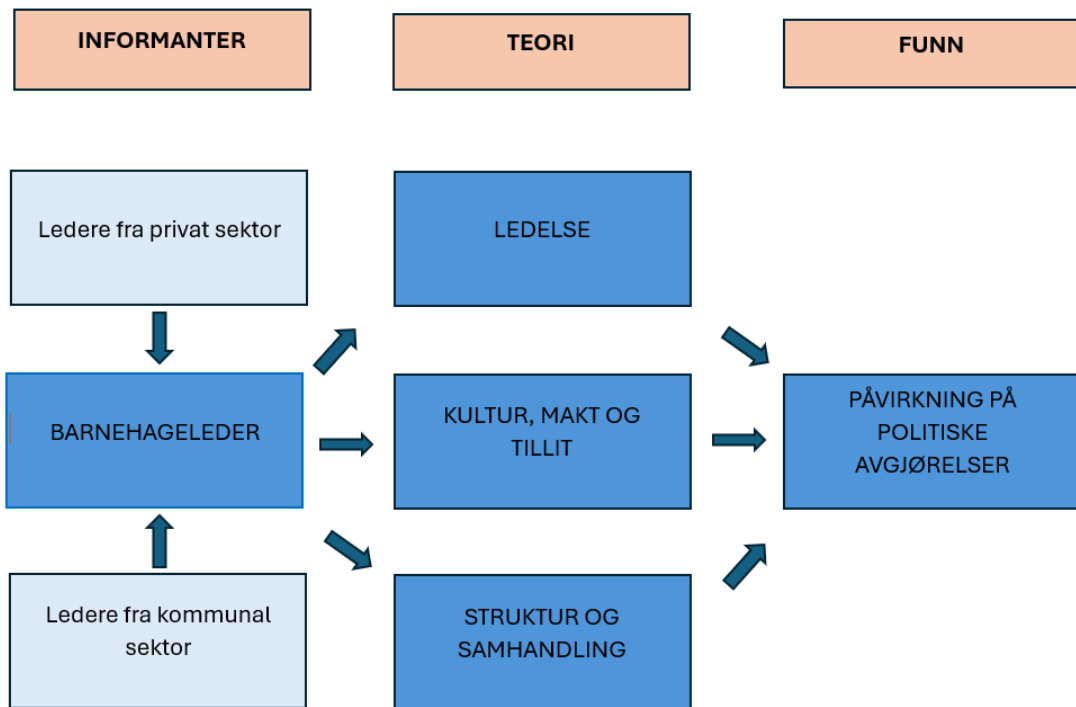 INFORMANTER
TEORI
FUNN
Ledere fra privat sektor
LEDELSE
BARNEHAGELEDER
KULTUR, MAKT OG
TILLIT
PÅVIRKNING PÅ
POLITISKE
AVGJØRELSER
Ledere fra kommunal
sektor
STRUKTUR OG
SAMHANDLING